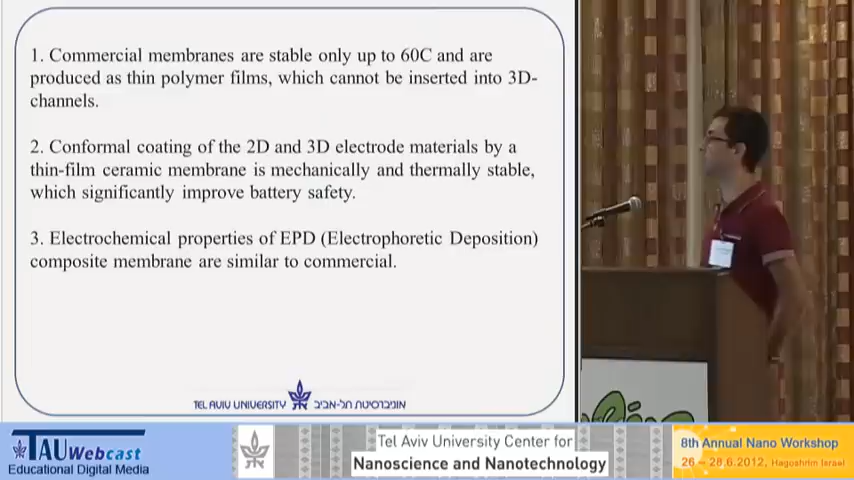 1. Commercial membranes are stable only up to 60C and are
produced as thin polymer films, which cannot be inserted into 3D-
channels.
2. Conformal coating of the 2D and 3D electrode materials by a
thin-film ceramic membrane is mechanically and thermally stable,
which significantly improve battery safety.
3. Electrochemical properties of EPD (Electrophoretic Deposition)
composite membrane are similar to commercial.
TEL AVIV UNIVERSITY אוניברסיטת תל-אביב
TAU Webcast
Educational Digital Media
Tel Aviv University Center for
Nanoscience and Nanotechnology
8th Annual Nano Workshop
26 - 28.6.2012, Hagoshrim Israel